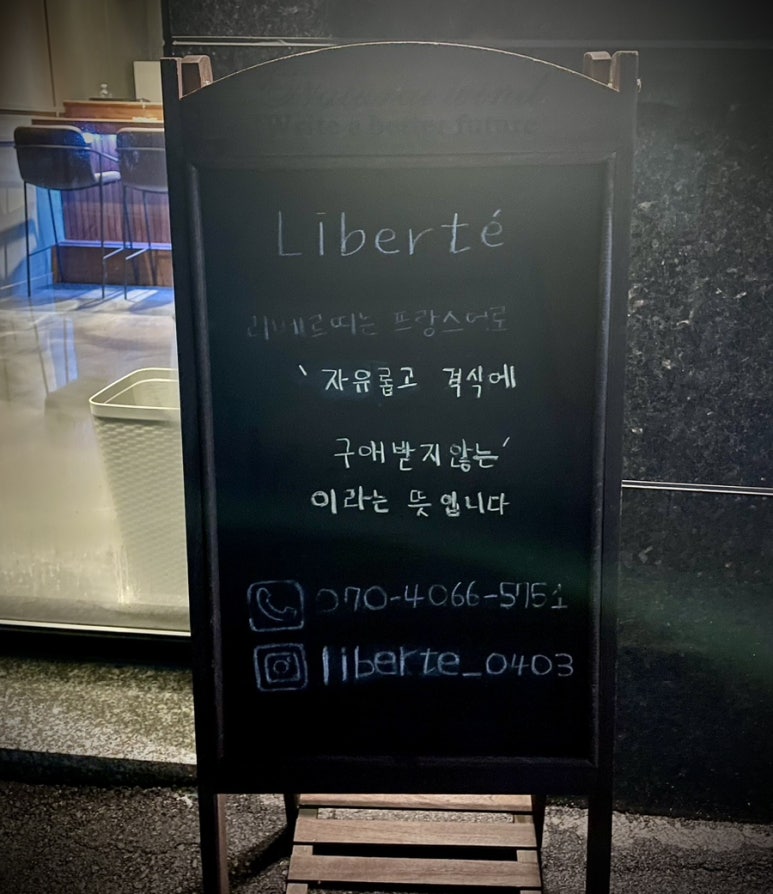 Liberté
리베르떼는 프랑스어로
'자유롭고 격식에
구애받지않는'
이라는 뜻입니다
070-4066-5751
liberte_0403